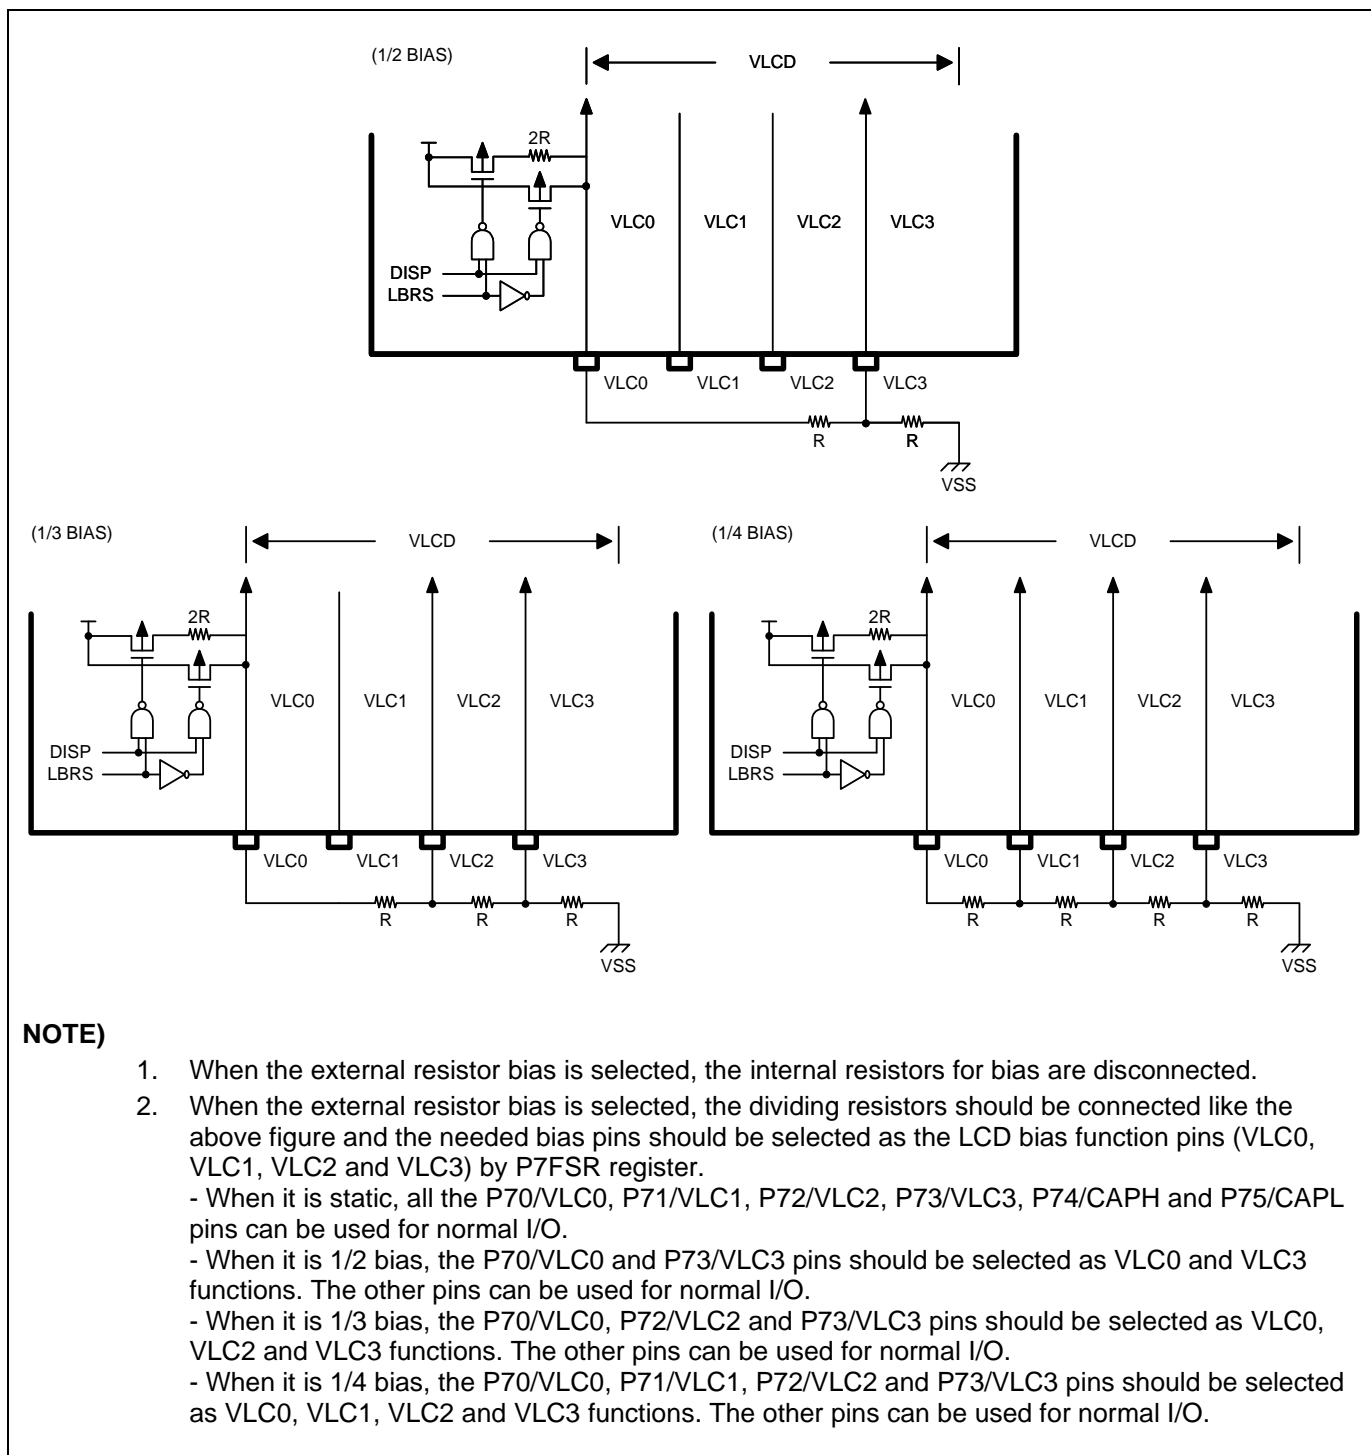 (1/2 BIAS)
VLCD
2R
VLC0 VLC1 VLC2 VLC3
DISP
LBRS
VLC0 VLC1 VLC2 VLC3
R R
VSS
(1/3 BIAS)
VLCD
2R
VLC0 VLC1 VLC2 VLC3
DISP
LBRS
VLC0 VLC1 VLC2 VLC3
R R R
VSS
(1/4 BIAS)
VLCD
2R
VLC0 VLC1 VLC2 VLC3
DISP
LBRS
VLC0 VLC1 VLC2 VLC3
R R R R
VSS
NOTE)
1. When the external resistor bias is selected, the internal resistors for bias are disconnected.
2. When the external resistor bias is selected, the dividing resistors should be connected like the
above figure and the needed bias pins should be selected as the LCD bias function pins (VLC0,
VLC1, VLC2 and VLC3) by P7FSR register.
- When it is static, all the P70/VLC0, P71/VLC1, P72/VLC2, P73/VLC3, P74/CAPH and P75/CAPL
pins can be used for normal I/O.
- When it is 1/2 bias, the P70/VLC0 and P73/VLC3 pins should be selected as VLC0 and VLC3
functions. The other pins can be used for normal I/O.
- When it is 1/3 bias, the P70/VLC0, P72/VLC2 and P73/VLC3 pins should be selected as VLC0,
VLC2 and VLC3 functions. The other pins can be used for normal I/O.
- When it is 1/4 bias, the P70/VLC0, P71/VLC1, P72/VLC2 and P73/VLC3 pins should be selected
as VLC0, VLC1, VLC2 and VLC3 functions. The other pins can be used for normal I/O.